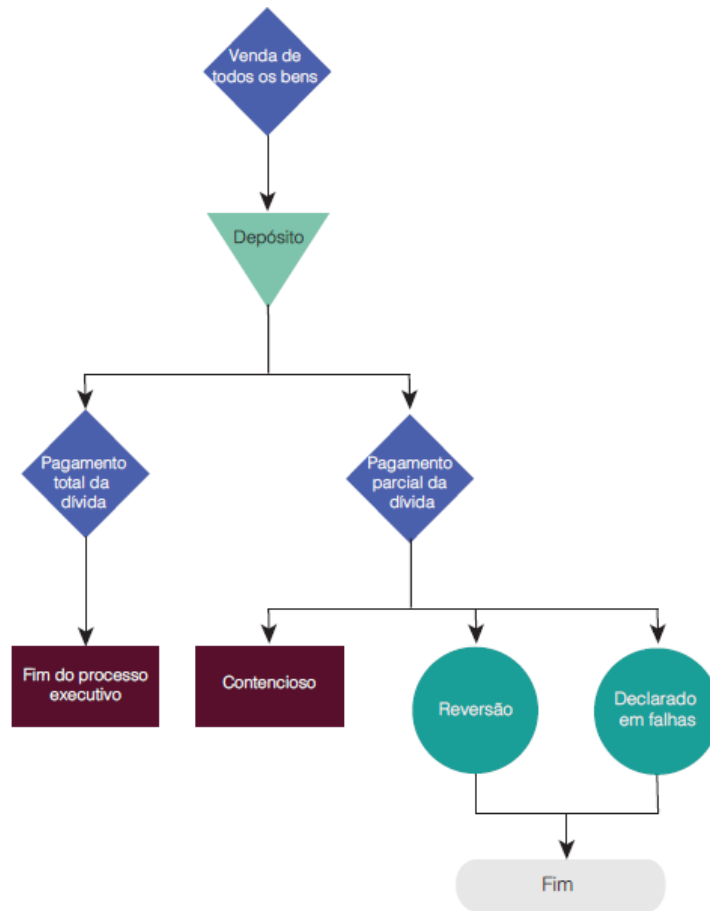 Venda de
todos os bens
Depósito
Pagamento
total da
dívida
Pagamento
parcial da
dívida
Fim do processo
executivo
Contencioso
Reversão
Declarado
em falhas
Fim